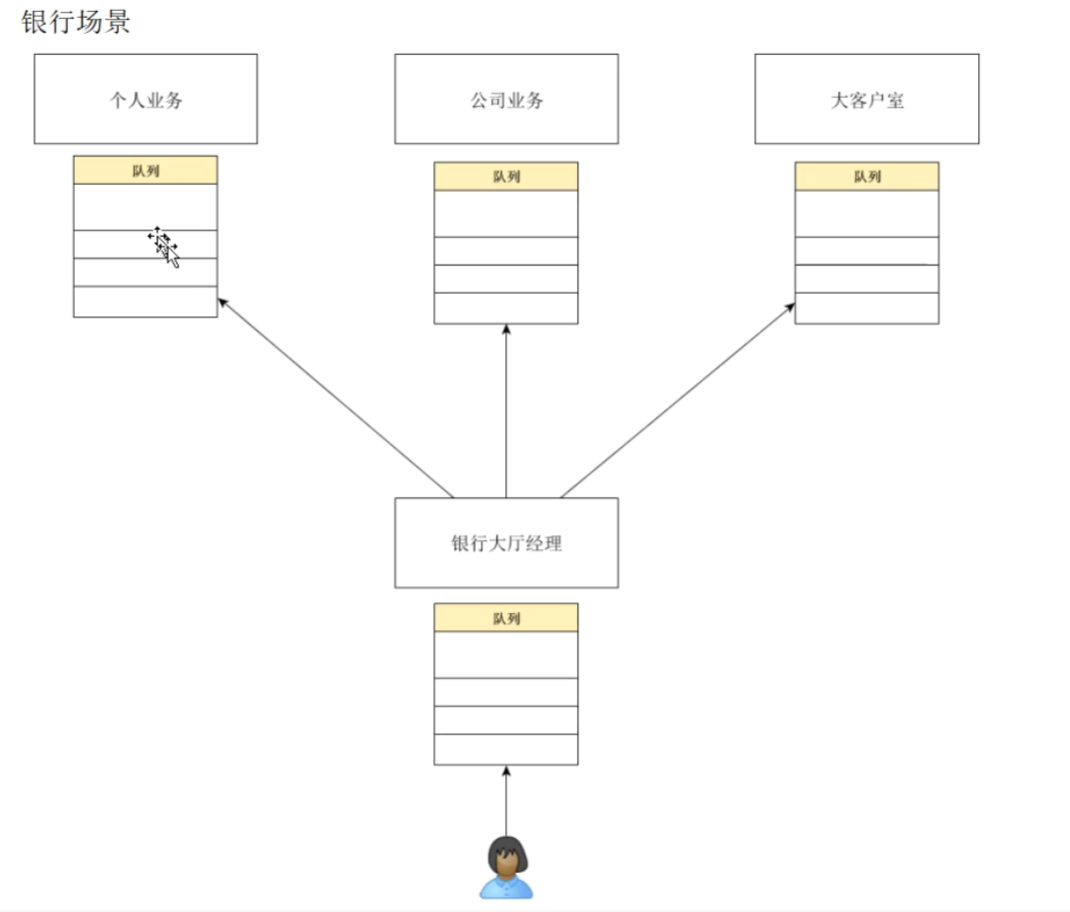 银行场景
个人业务
公司业务
大客户室
队列
队列
队列
银行大厅经理
队列